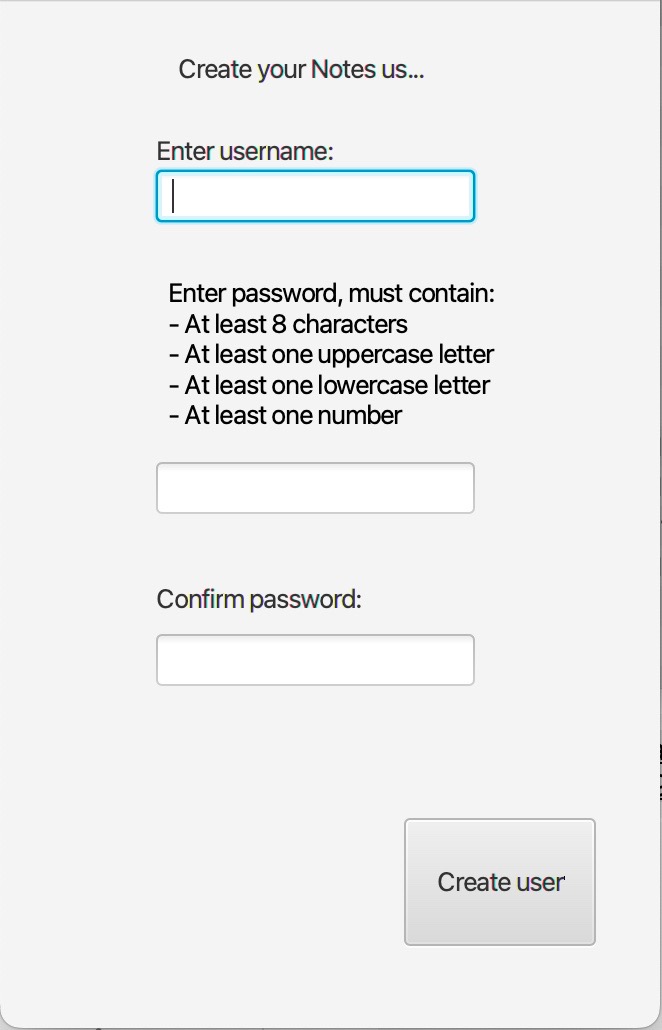 Create your Notes us...
Enter username:
Enter password, must contain:
- At least 8 characters
- At least one uppercase letter
- At least one lowercase letter
- At least one number
Confirm password:
Create user